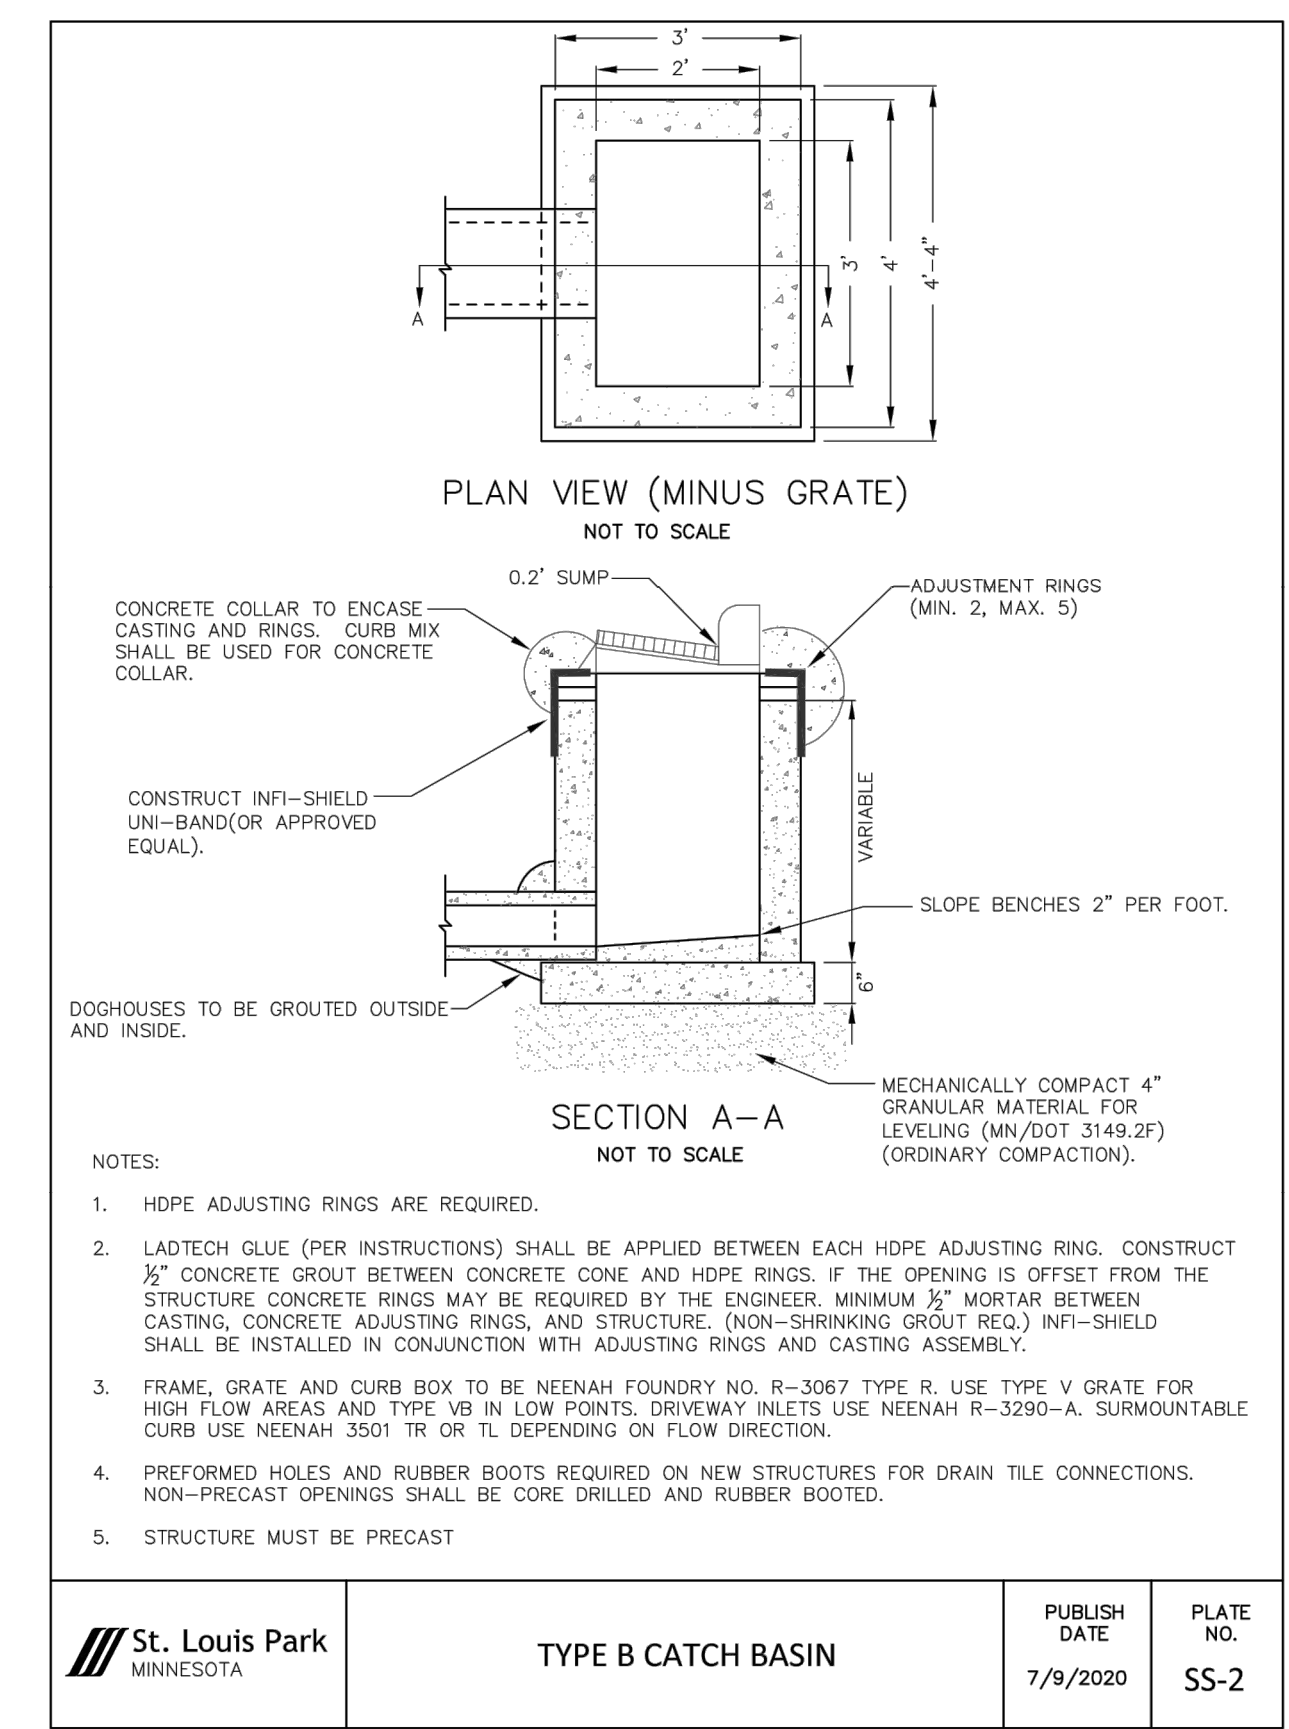 3'
2'
3'
4'
4'-4"
A
A
PLAN VIEW (MINUS GRATE)
NOT TO SCALE
0.2' SUMP
CONCRETE COLLAR TO ENCASE
CASTING AND RINGS. CURB MIX
SHALL BE USED FOR CONCRETE
COLLAR.
ADJUSTMENT RINGS
(MIN. 2, MAX. 5)
CONSTRUCT INFI-SHIELD
UNI-BAND(OR APPROVED
EQUAL).
VARIABLE
SLOPE BENCHES 2" PER FOOT.
6"
DOGHOUSES TO BE GROUTED OUTSIDE
AND INSIDE.
MECHANICALLY COMPACT 4"
GRANULAR MATERIAL FOR
LEVELING (MN/DOT 3149.2F)
(ORDINARY COMPACTION).
SECTION A-A
NOT TO SCALE
NOTES:
1. HDPE ADJUSTING RINGS ARE REQUIRED.
2. LADTECH GLUE (PER INSTRUCTIONS) SHALL BE APPLIED BETWEEN EACH HDPE ADJUSTING RING. CONSTRUCT
½" CONCRETE GROUT BETWEEN CONCRETE CONE AND HDPE RINGS. IF THE OPENING IS OFFSET FROM THE
STRUCTURE CONCRETE RINGS MAY BE REQUIRED BY THE ENGINEER. MINIMUM ½" MORTAR BETWEEN
CASTING, CONCRETE ADJUSTING RINGS, AND STRUCTURE. (NON-SHRINKING GROUT REQ.) INFI-SHIELD
SHALL BE INSTALLED IN CONJUNCTION WITH ADJUSTING RINGS AND CASTING ASSEMBLY.
3. FRAME, GRATE AND CURB BOX TO BE NEENAH FOUNDRY NO. R-3067 TYPE R. USE TYPE V GRATE FOR
HIGH FLOW AREAS AND TYPE VB IN LOW POINTS. DRIVEWAY INLETS USE NEENAH R-3290-A. SURMOUNTABLE
CURB USE NEENAH 3501 TR OR TL DEPENDING ON FLOW DIRECTION.
4. PREFORMED HOLES AND RUBBER BOOTS REQUIRED ON NEW STRUCTURES FOR DRAIN TILE CONNECTIONS.
NON-PRECAST OPENINGS SHALL BE CORE DRILLED AND RUBBER BOOTED.
5. STRUCTURE MUST BE PRECAST
St. Louis Park
MINNESOTA
TYPE B CATCH BASIN
PUBLISH
DATE
7/9/2020
PLATE
NO.
SS-2